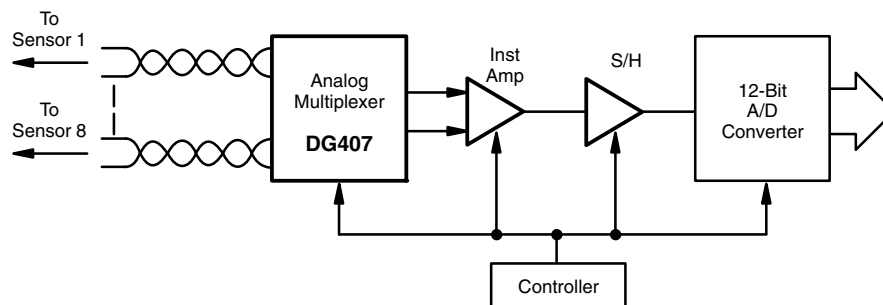 To
Sensor 1
To
Sensor 8
Analog
Multiplexer
DG407
Inst
Amp
S/H
12-Bit
A/D
Converter
Controller